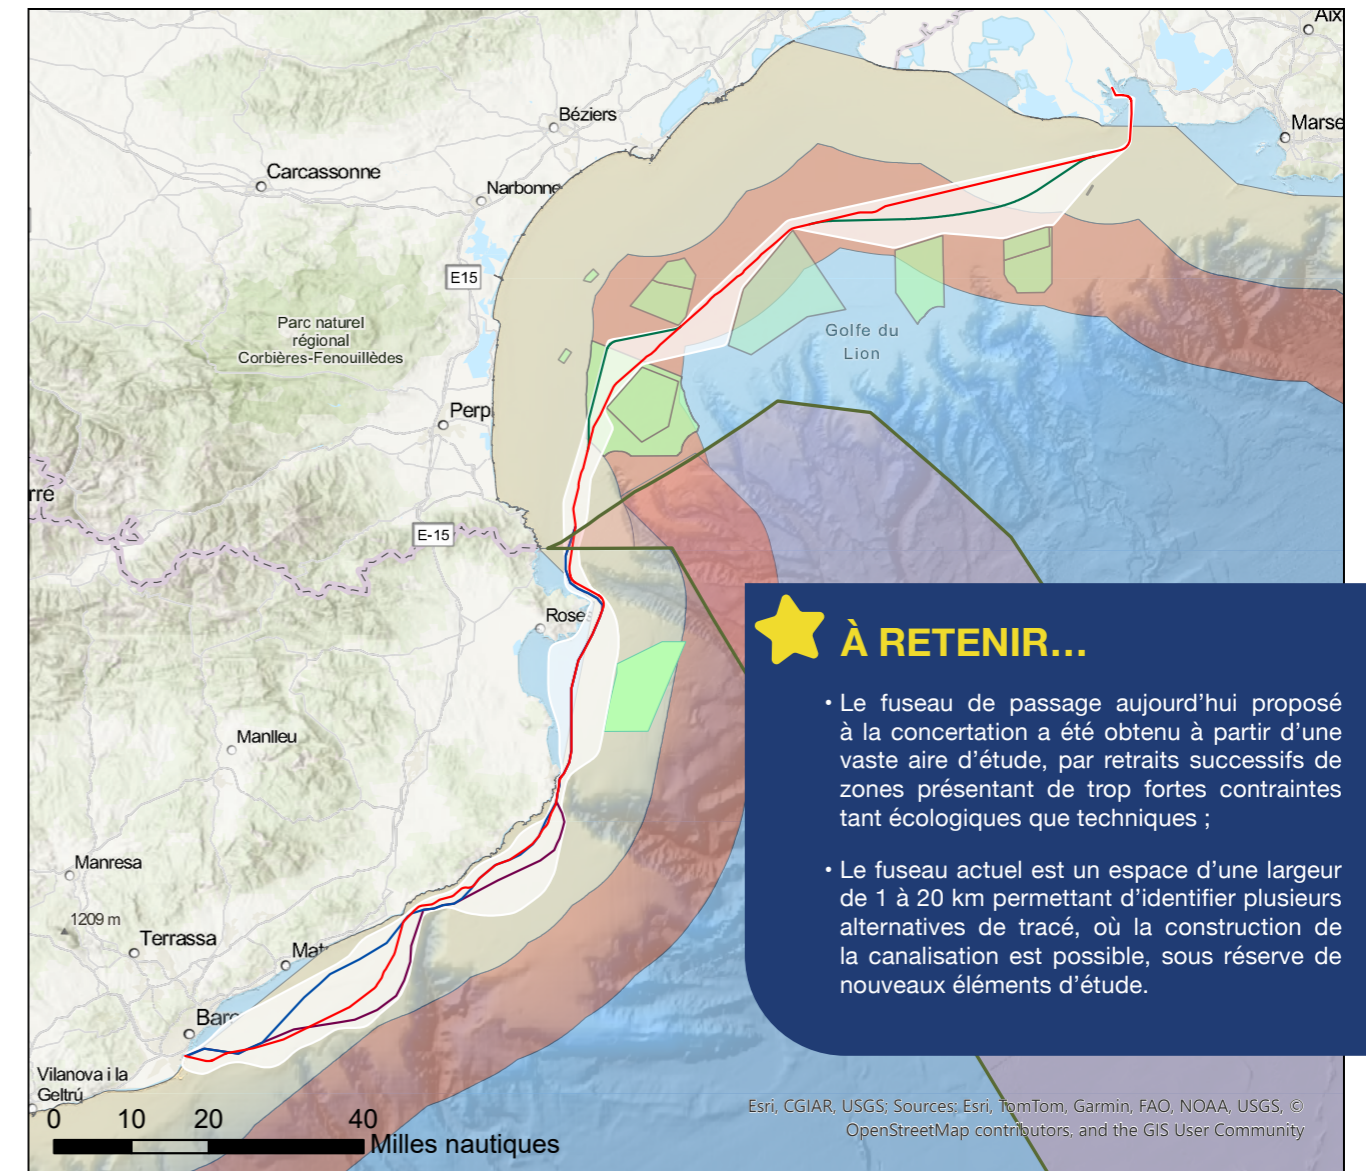 Aix
Marse
Béziers
Carcassonne
Narbonne
E15
Parc naturel
régional
Corbières-Fenouillèdes
Golfe du
Lion
Perp
rre
E-15
Rose
Manlleu
Manresa
1209 m
Terrassa
Mat
Barc
Vilanova i la
Geltrú
0 10 20 40
Milles nautiques
À RETENIR...
• Le fuseau de passage aujourd’hui proposé
à la concertation a été obtenu à partir d’une
vaste aire d’étude, par retraits successifs de
zones présentant de trop fortes contraintes
tant écologiques que techniques ;
• Le fuseau actuel est un espace d’une largeur
de 1 à 20 km permettant d’identifier plusieurs
alternatives de tracé, où la construction de
la canalisation est possible, sous réserve de
nouveaux éléments d’étude.
Esri, CGIAR, USGS; Sources: Esri, TomTom, Garmin, FAO, NOAA, USGS, ©
OpenStreetMap contributors, and the GIS User Community